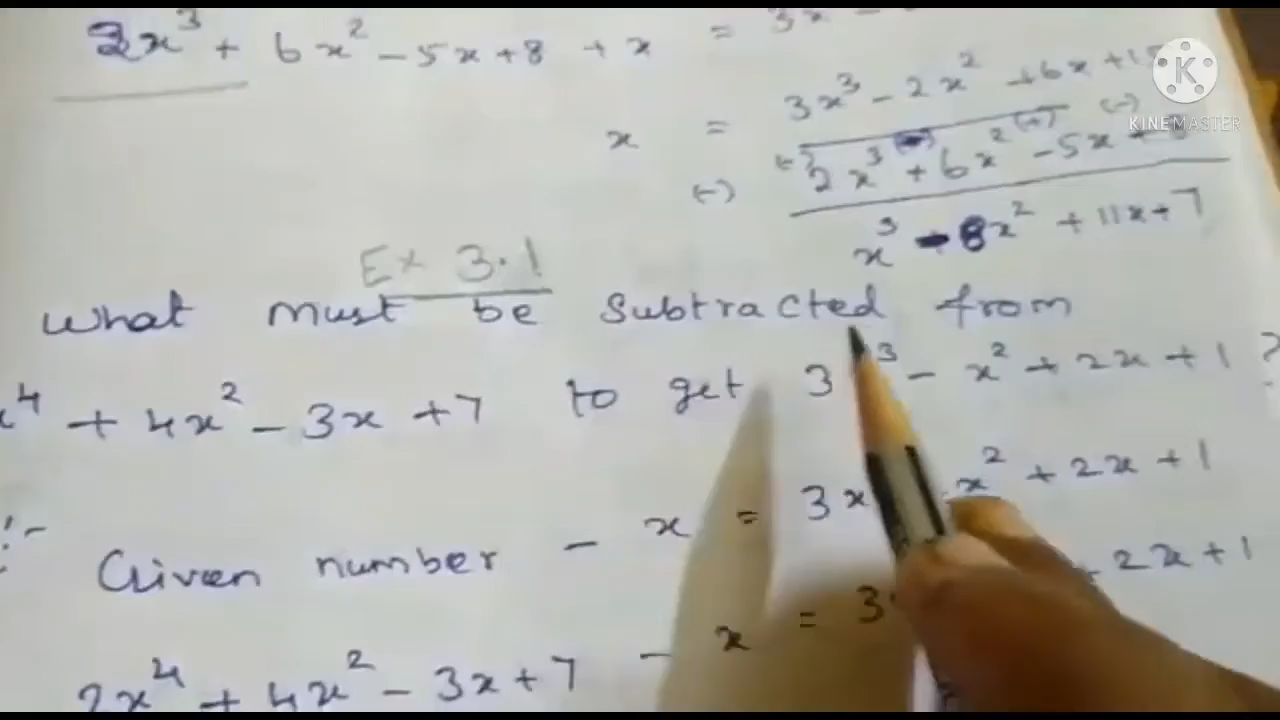 2x³ + 6x² - 5x + 8 + x = 3x
x = 3x³ - 2x² + 6x + 15
(-) (-) (-) (+) (-)
2x³ + 6x² - 5x +
x³ - 8x² + 11x + 7
Ex 3.1
What must be subtracted from
x⁴ + 4x² - 3x + 7 to get 3 ³ - x² + 2x + 1 ?
Given number - x = 3x x² + 2x + 1
2x⁴ + 4x² - 3x + 7 - x = 3 + 2x + 1
K
KINEMASTER